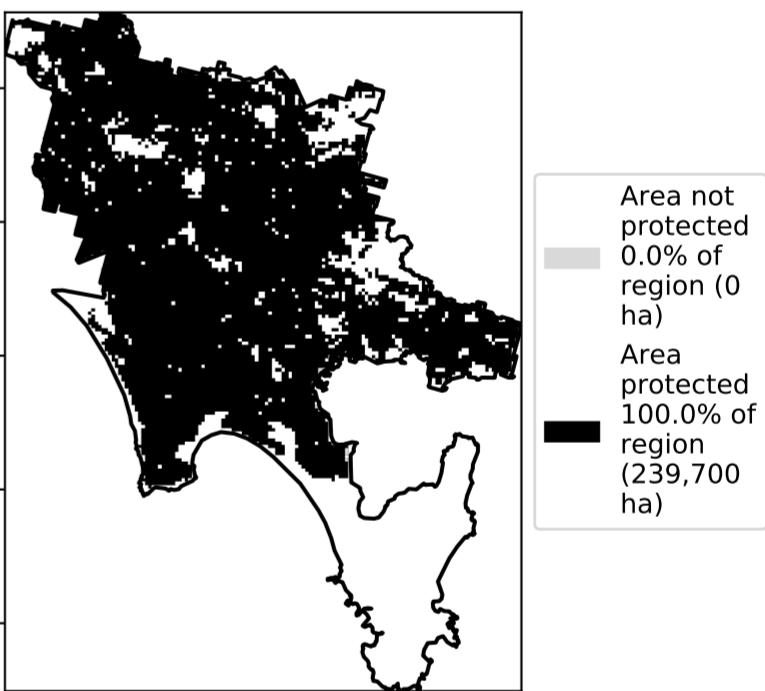 Area not
protected
0.0% of
region (0
ha)
Area
protected
100.0% of
region
(239,700
ha)